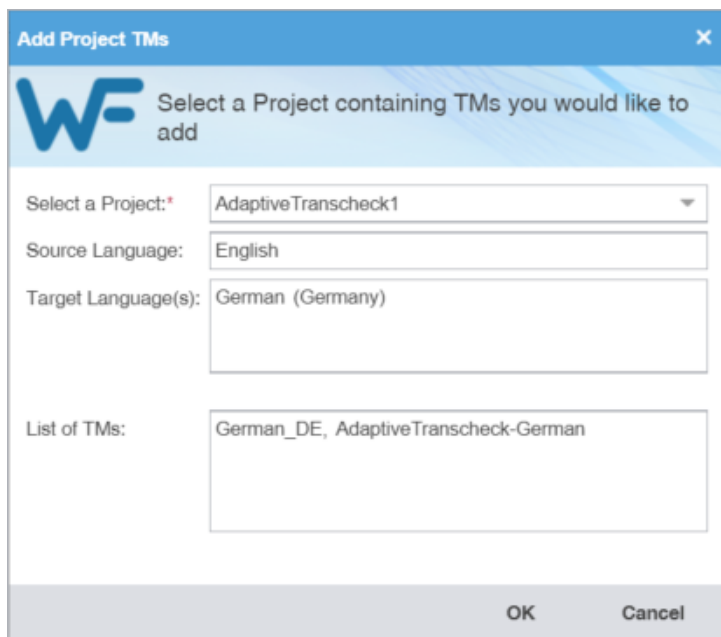 Add Project TMs
WF
Select a Project containing TMs you would like to
add
Select a Project:* AdaptiveTranscheck1
Source Language: English
Target Language(s): German (Germany)
List of TMs: German_DE, AdaptiveTranscheck-German
OK Cancel